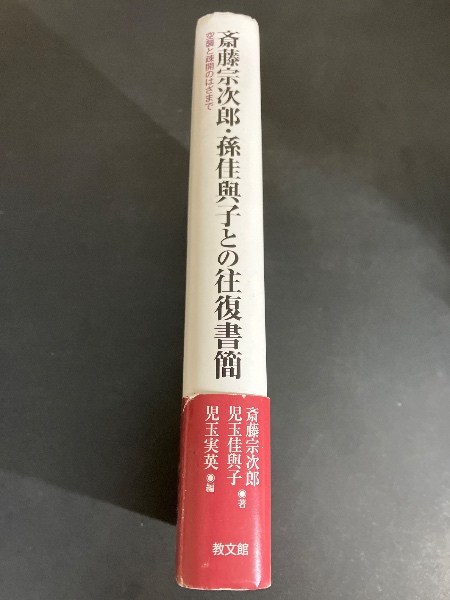 斎藤宗次郎・孫佳與子との往復書簡
空襲と疎開のはざまで
斎藤宗次郎
児玉佳與子◉著
児玉実英◉編
教文館